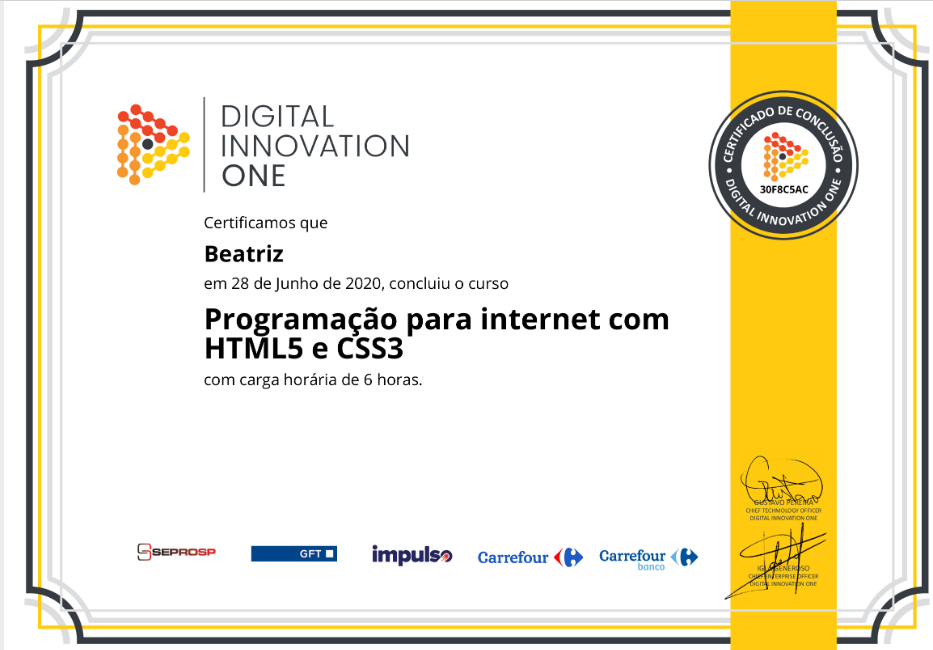 DIGITAL
INNOVATION
ONE
CERTIFICADO DE CONCLUSÃO
30F8C5AC
DIGITAL INNOVATION ONE
Certificamos que
Beatriz
em 28 de Junho de 2020, concluiu o curso
Programação para internet com
HTML5 e CSS3
com carga horária de 6 horas.
GUSTAVO PEREIRA
CHIEF TECHNOLOGY OFFICER
DIGITAL INNOVATION ONE
SEPROSP
GFT
impulso
Carrefour
Carrefour
banco
GENEROSO
CHIEF ENTERPRISE OFFICER
DIGITAL INNOVATION ONE